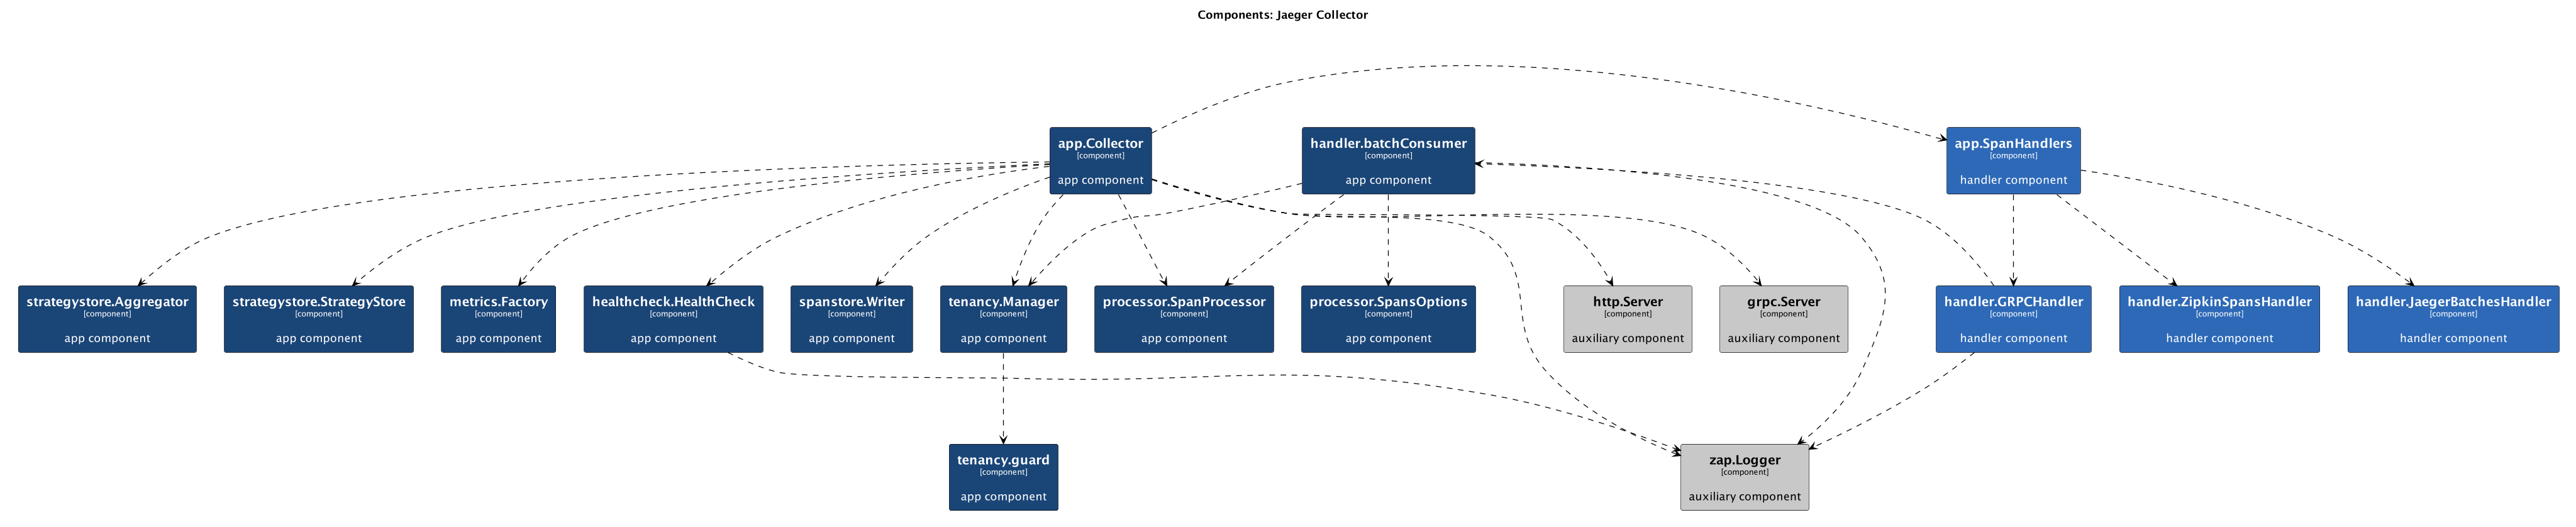 Components: Jaeger Collector
app.Collector
[component]
app component
handler.batchConsumer
[component]
app component
app.SpanHandlers
[component]
handler component
strategystore.Aggregator
[component]
app component
strategystore.StrategyStore
[component]
app component
metrics.Factory
[component]
app component
healthcheck.HealthCheck
[component]
app component
spanstore.Writer
[component]
app component
tenancy.Manager
[component]
app component
processor.SpanProcessor
[component]
app component
processor.SpansOptions
[component]
app component
http.Server
[component]
auxiliary component
grpc.Server
[component]
auxiliary component
handler.GRPCHandler
[component]
handler component
handler.ZipkinSpansHandler
[component]
handler component
handler.JaegerBatchesHandler
[component]
handler component
tenancy.guard
[component]
app component
zap.Logger
[component]
auxiliary component